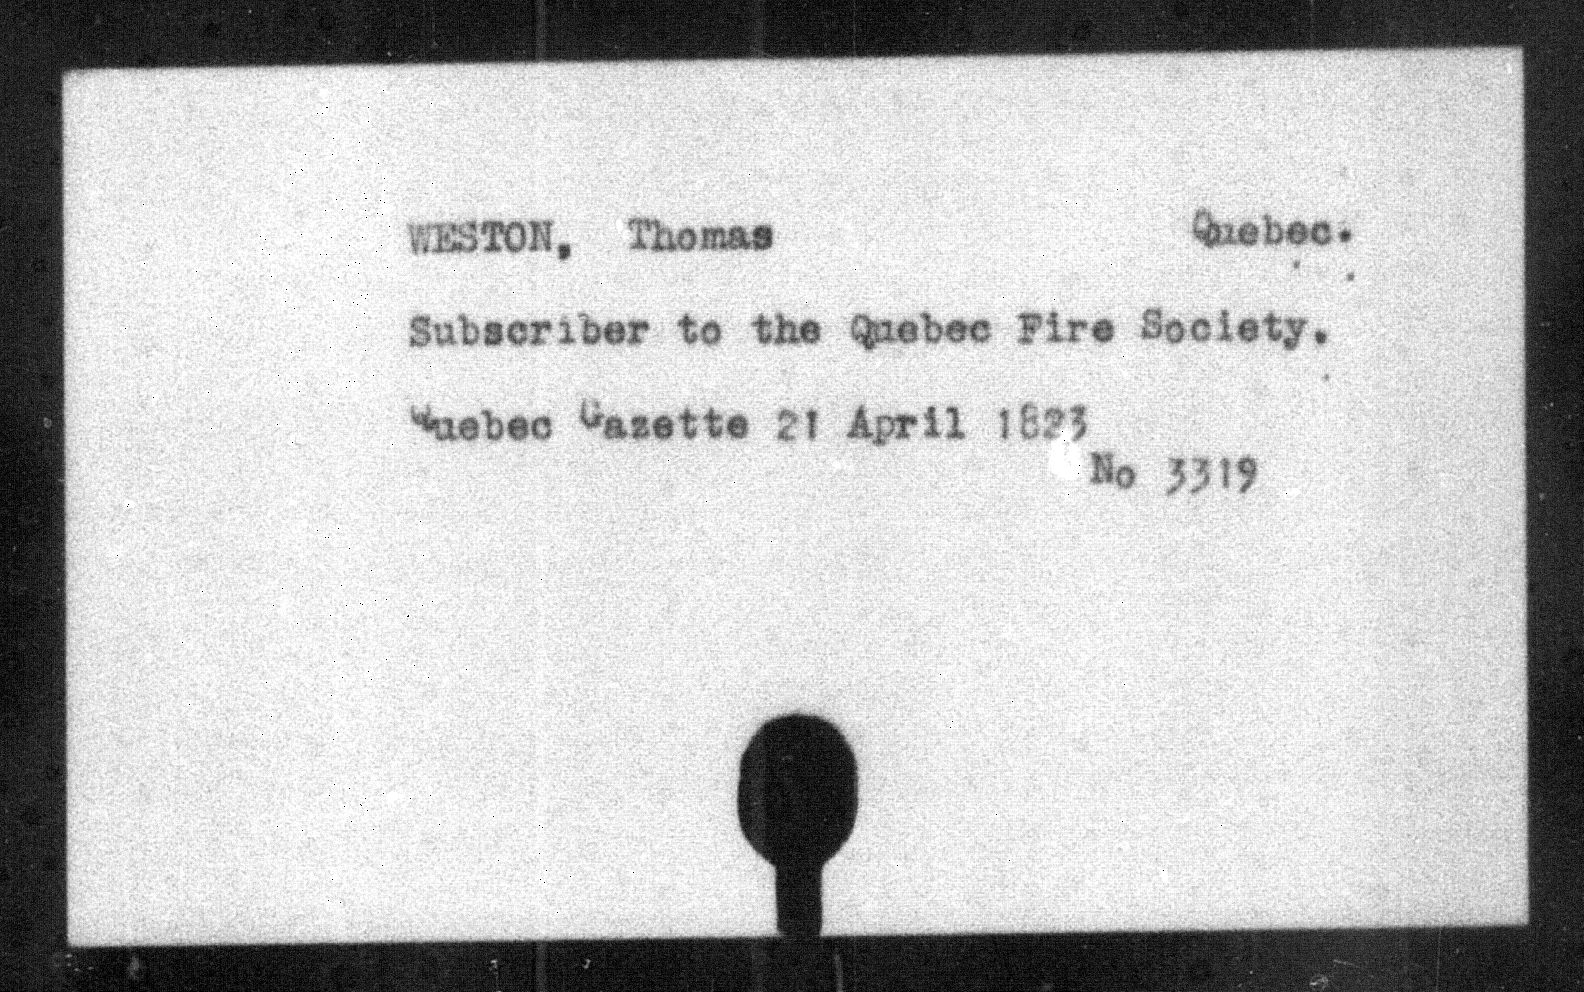 WESTON, Thomas Quebec.
Subscriber to the Quebec Fire Society.
Quebec Gazette 21 April 1823
No 3319